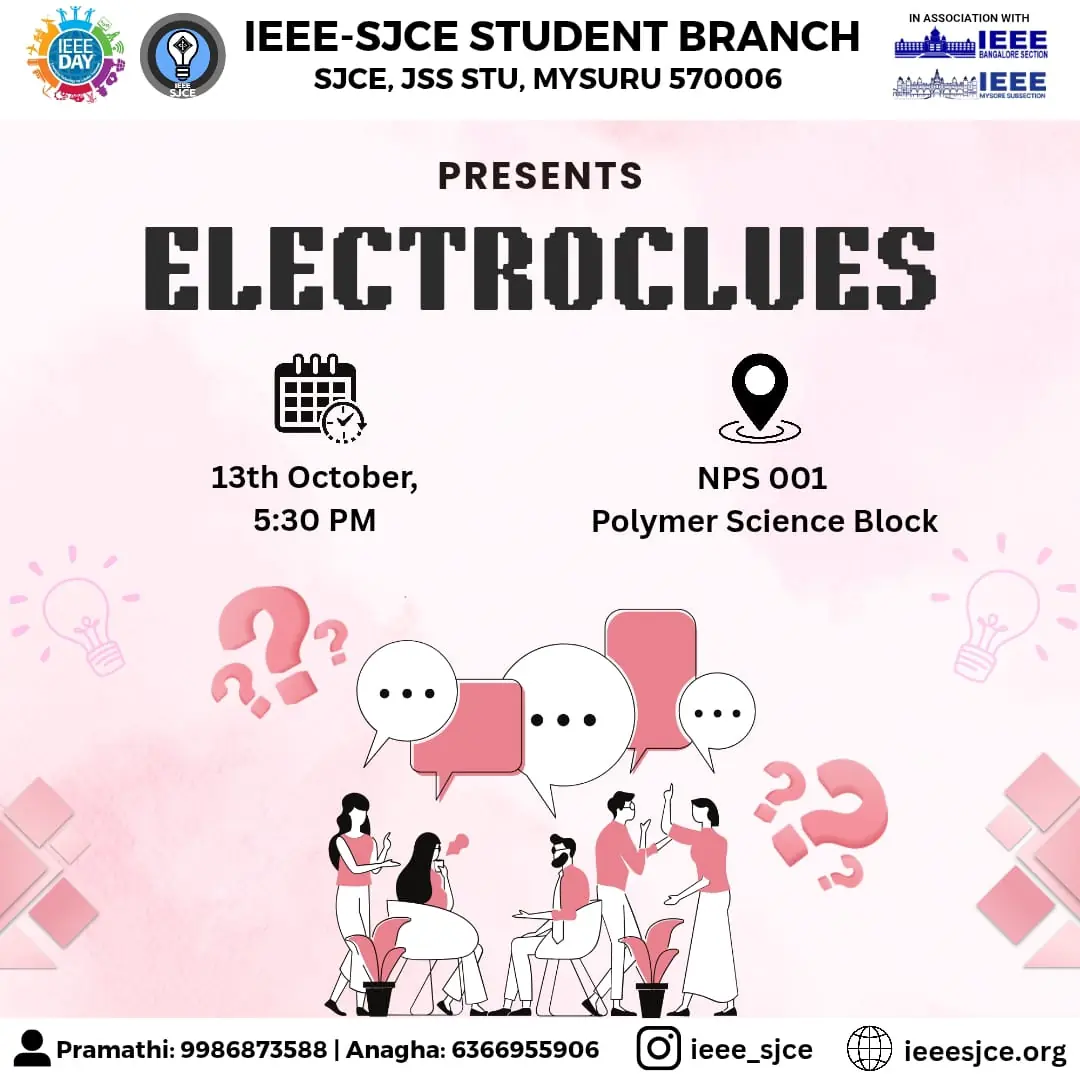 IEEE
DAY
IEEE
SJCE
IEEE-SJCE STUDENT BRANCH
SJCE, JSS STU, MYSURU 570006
IN ASSOCIATION WITH
IEEE
BANGALORE SECTION
IEEE
MYSORE SUBSECTION
PRESENTS
ELECTROCLUES
13th October,
5:30 PM
NPS 001
Polymer Science Block
Pramathi: 9986873588 | Anagha: 6366955906
ieee_sjce
ieeesjce.org